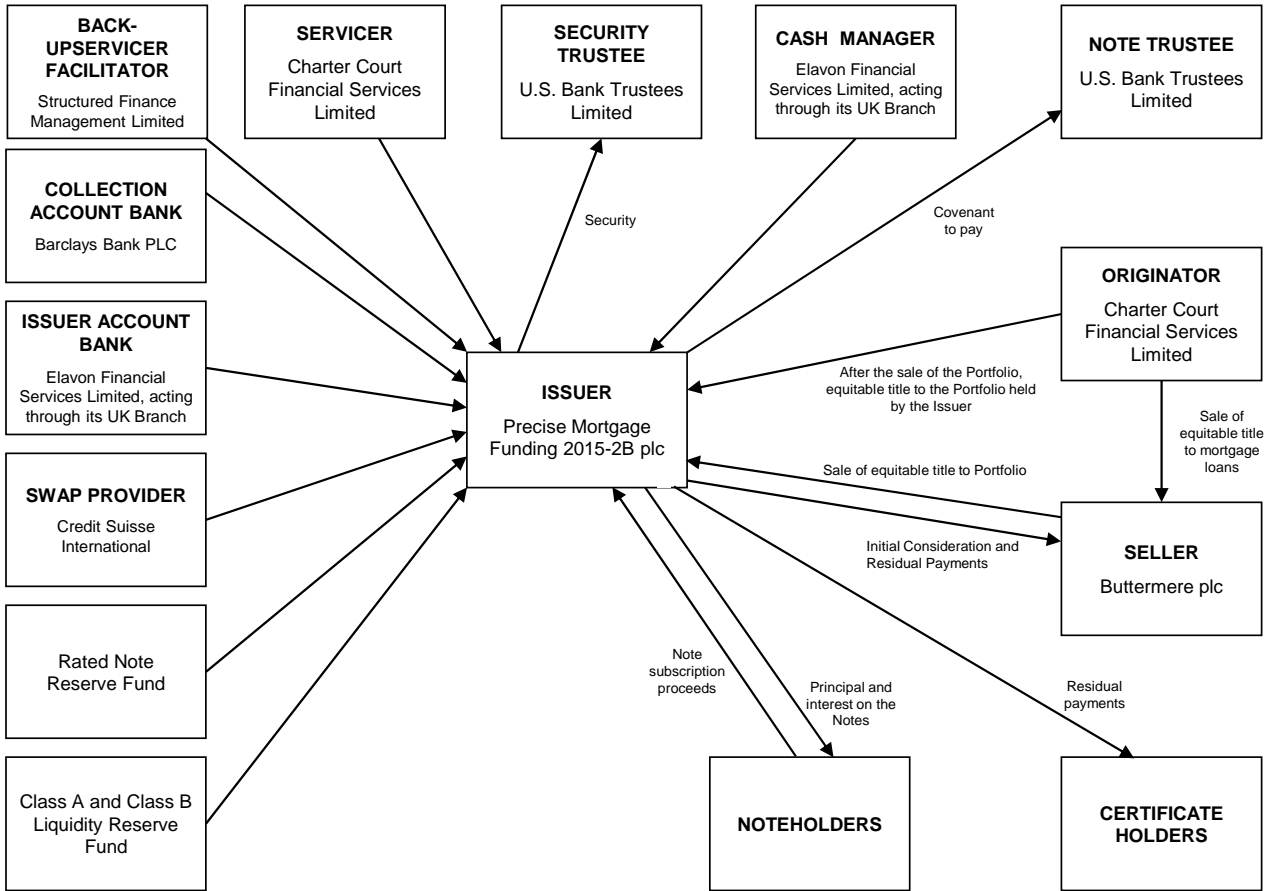 BACK-
UPSERVICER
FACILITATOR
Structured Finance
Management Limited
SERVICER
Charter Court
Financial Services
Limited
SECURITY
TRUSTEE
U.S. Bank Trustees
Limited
CASH MANAGER
Elavon Financial
Services Limited, acting
through its UK Branch
NOTE TRUSTEE
U.S. Bank Trustees
Limited
COLLECTION
ACCOUNT BANK
Barclays Bank PLC
Security
Covenant
to pay
ORIGINATOR
Charter Court
Financial Services
Limited
ISSUER ACCOUNT
BANK
Elavon Financial
Services Limited, acting
through its UK Branch
ISSUER
Precise Mortgage
Funding 2015-2B plc
After the sale of the Portfolio,
equitable title to the Portfolio held
by the Issuer
Sale of
equitable title
to mortgage
loans
Sale of equitable title to Portfolio
SWAP PROVIDER
Credit Suisse
International
Initial Consideration and
Residual Payments
SELLER
Buttermere plc
Rated Note
Reserve Fund
Note
subscription
proceeds
Principal and
interest on the
Notes
Residual
payments
Class A and Class B
Liquidity Reserve
Fund
NOTEHOLDERS
CERTIFICATE
HOLDERS